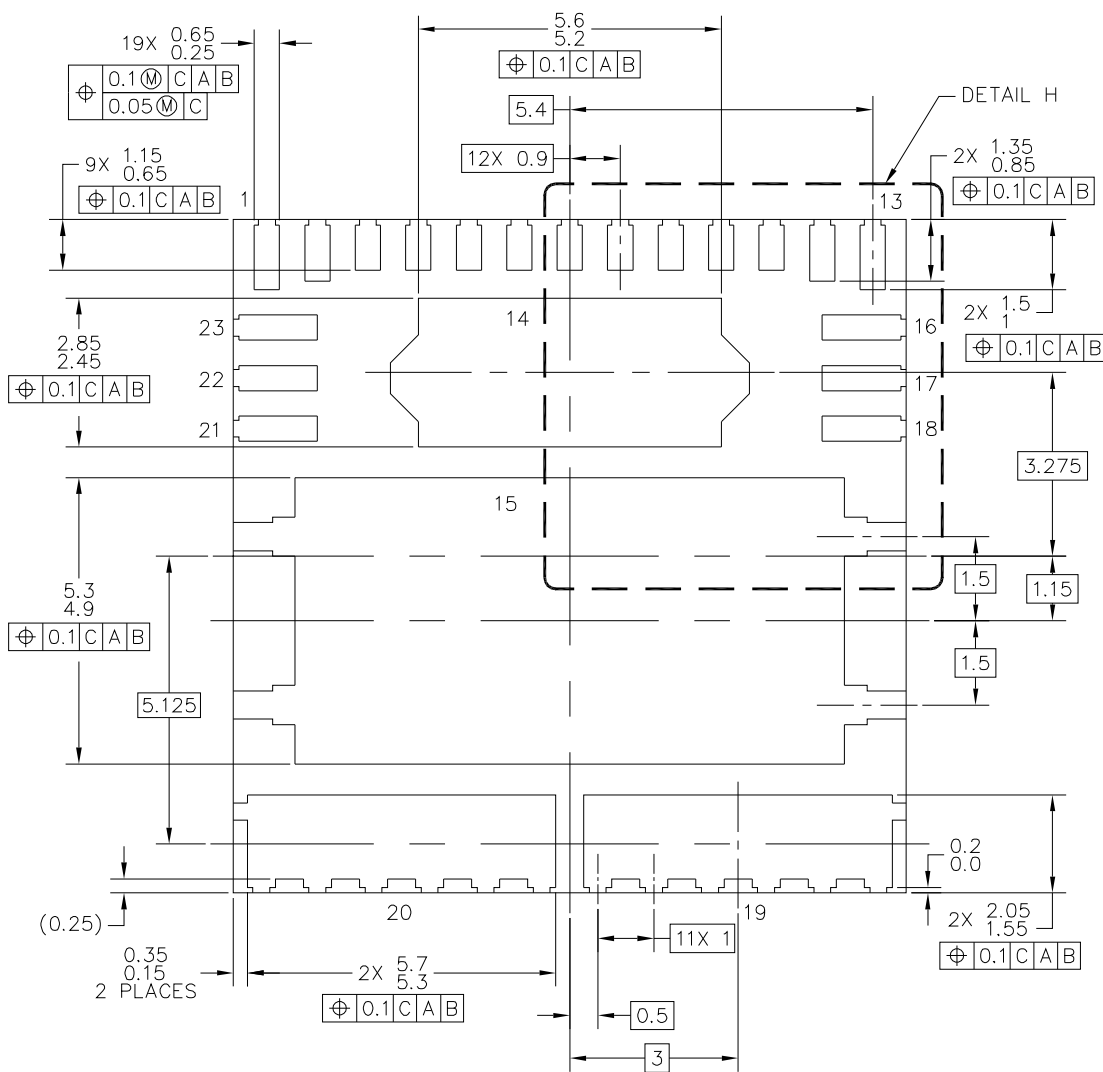 19X 0.65
0.25
⌖ 0.1 Ⓜ C A B
0.05 Ⓜ C
5.6
5.2
⌖ 0.1 C A B
5.4
DETAIL H
12X 0.9
9X 1.15
0.65
⌖ 0.1 C A B
2X 1.35
0.85
⌖ 0.1 C A B
1
13
2X 1.5
1
⌖ 0.1 C A B
23
14
16
2.85
2.45
⌖ 0.1 C A B
22
17
21
18
3.275
15
5.3
4.9
⌖ 0.1 C A B
1.5
1.15
1.5
5.125
0.2
0.0
(0.25)
20
19
2X 2.05
1.55
⌖ 0.1 C A B
11X 1
0.35
0.15
2 PLACES
2X 5.7
5.3
⌖ 0.1 C A B
0.5
3